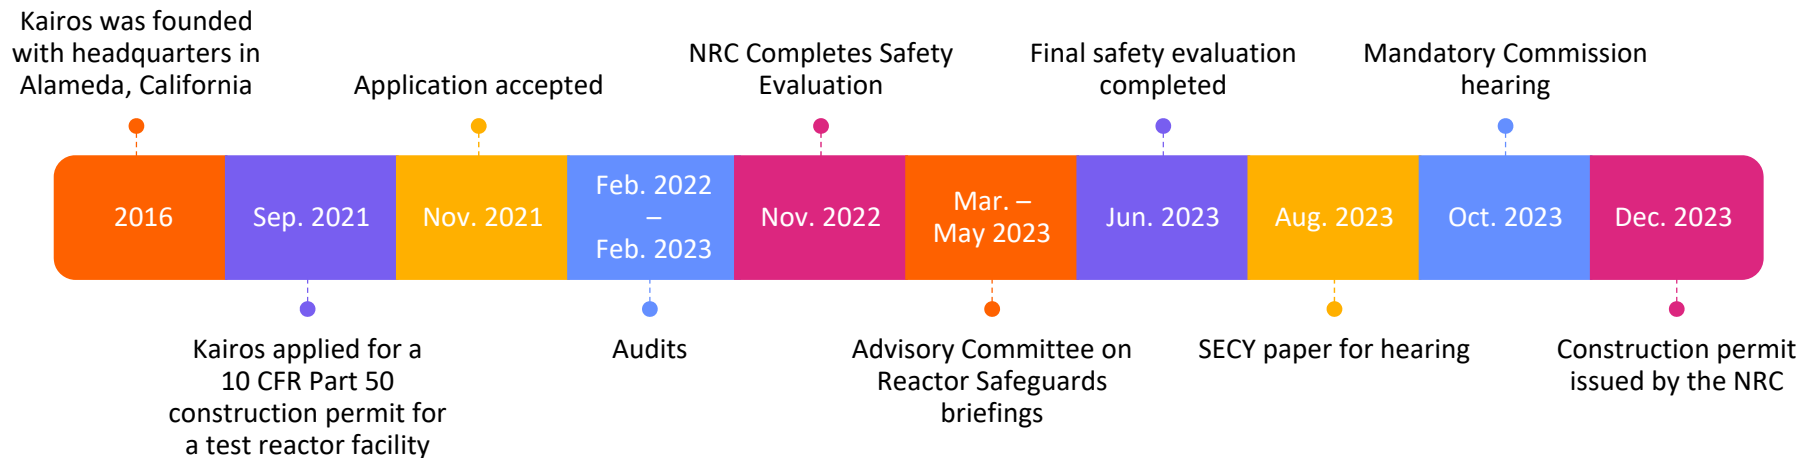 Kairos was founded
with headquarters in
Alameda, California
Application accepted
NRC Completes Safety
Evaluation
Final safety evaluation
completed
Mandatory Commission
hearing
2016
Sep. 2021
Nov. 2021
Feb. 2022
–
Feb. 2023
Nov. 2022
Mar. –
May 2023
Jun. 2023
Aug. 2023
Oct. 2023
Dec. 2023
Kairos applied for a
10 CFR Part 50
construction permit for
a test reactor facility
Audits
Advisory Committee on
Reactor Safeguards
briefings
SECY paper for hearing
Construction permit
issued by the NRC